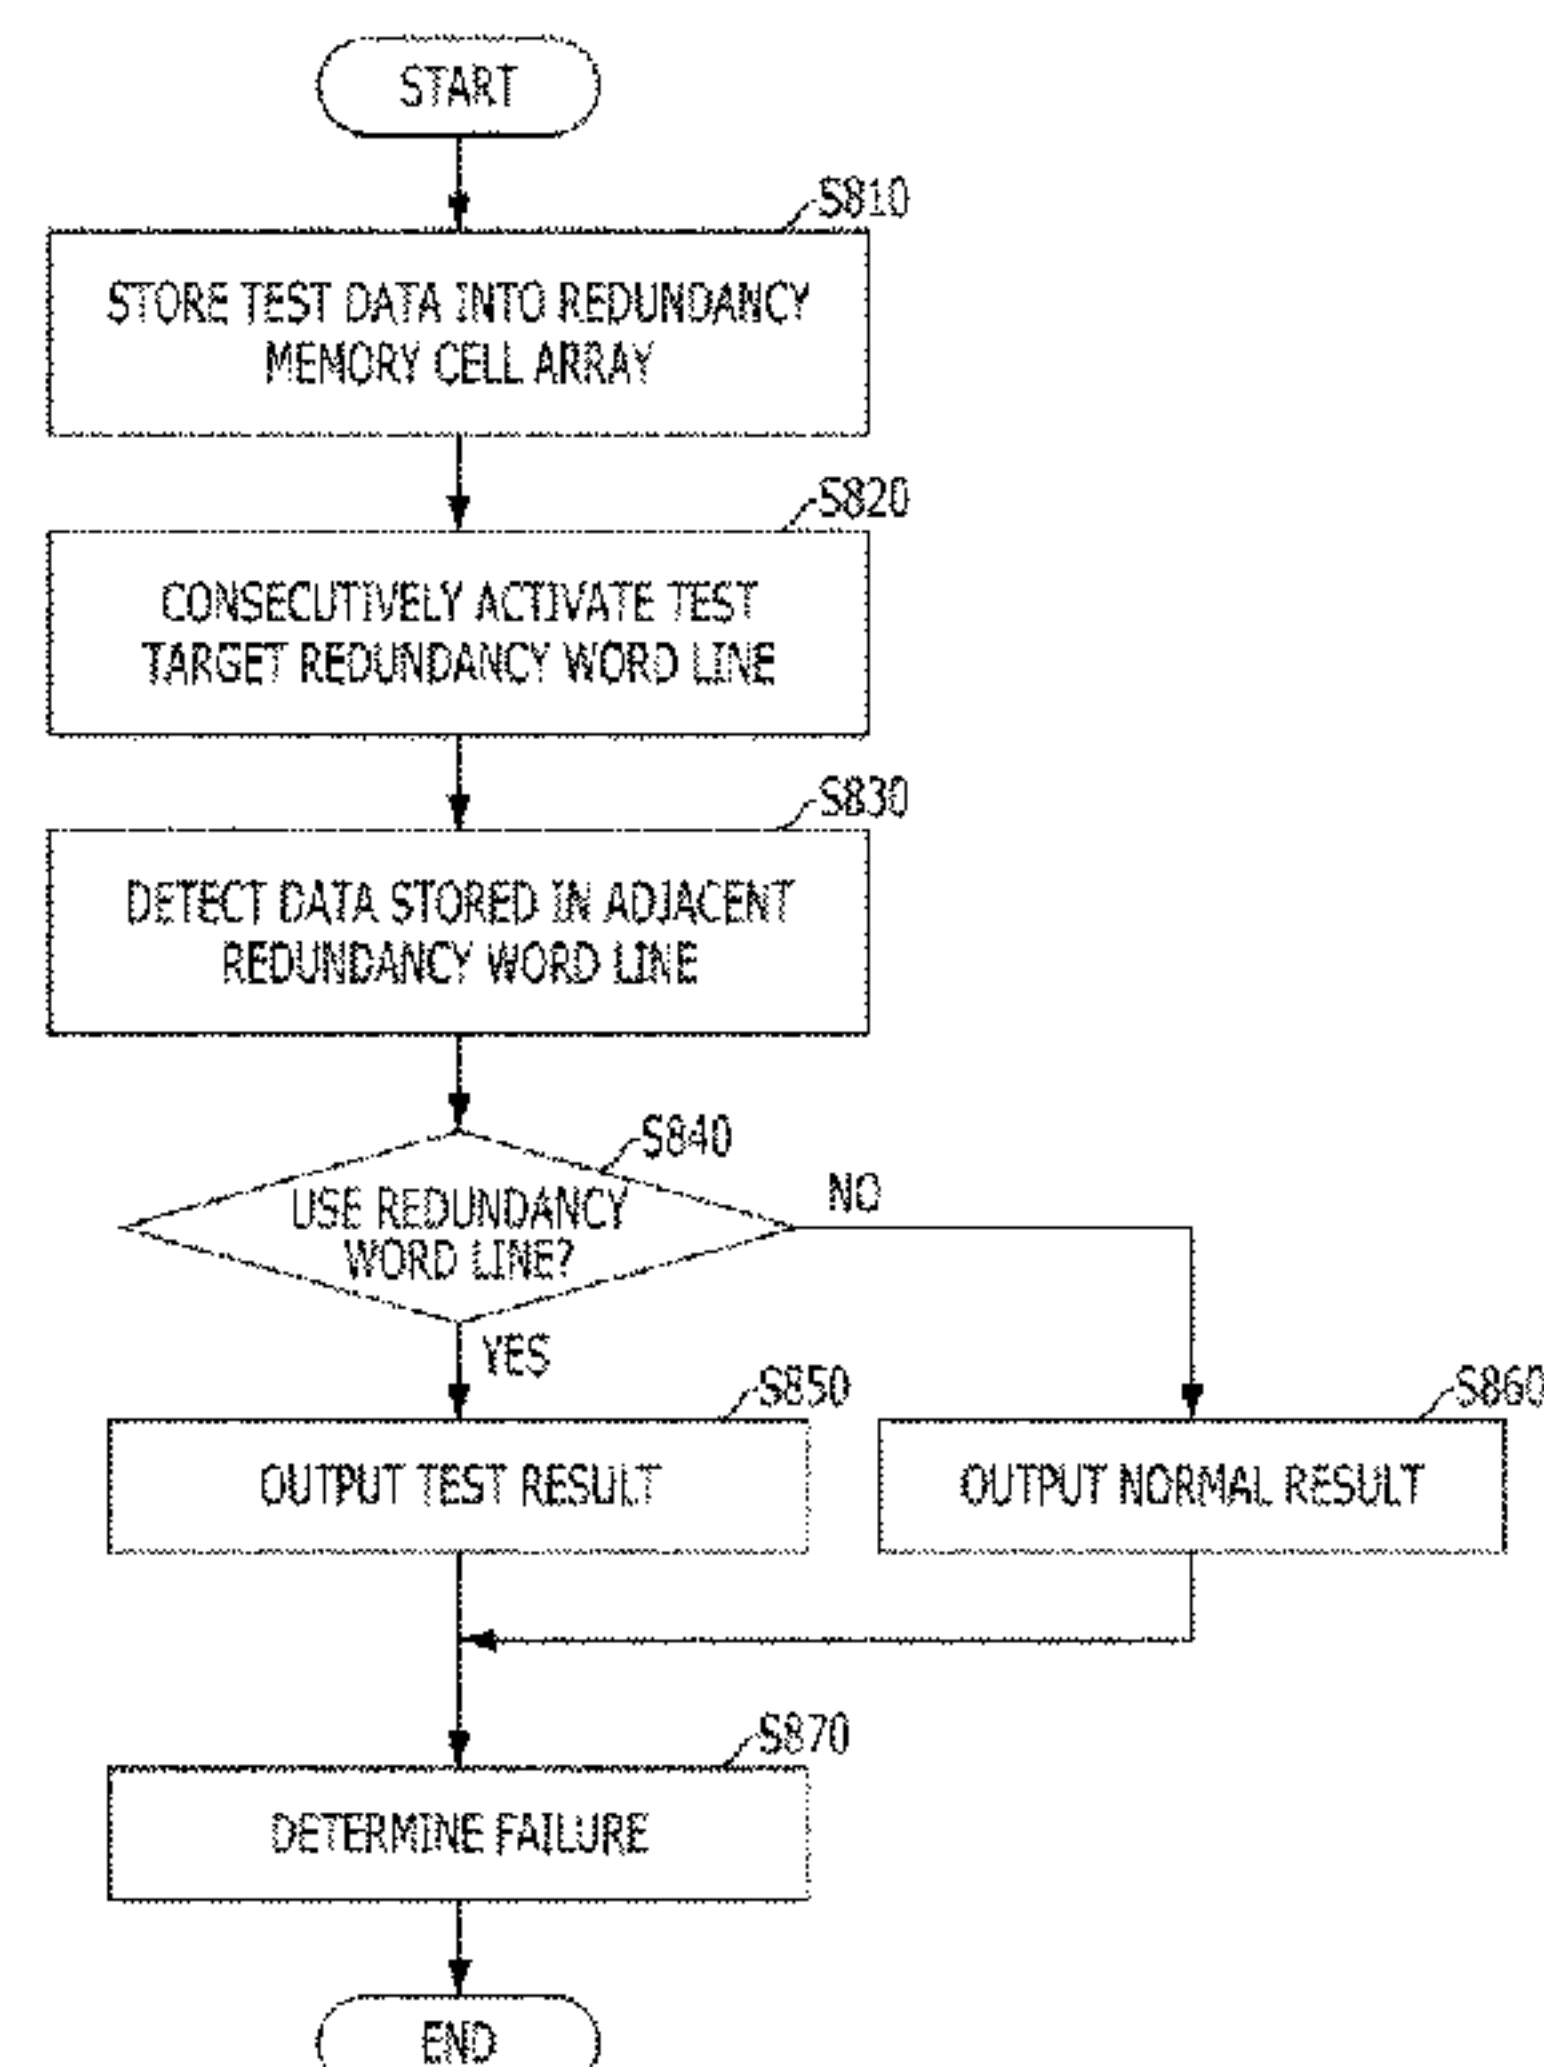 START
S810
STORE TEST DATA INTO REDUNDANCY
MEMORY CELL ARRAY
S820
CONSECUTIVELY ACTIVATE TEST
TARGET REDUNDANCY WORD LINE
S830
DETECT DATA STORED IN ADJACENT
REDUNDANCY WORD LINE
S840
USE REDUNDANCY
WORD LINE?
NO
YES
S850
OUTPUT TEST RESULT
S860
OUTPUT NORMAL RESULT
S870
DETERMINE FAILURE
END